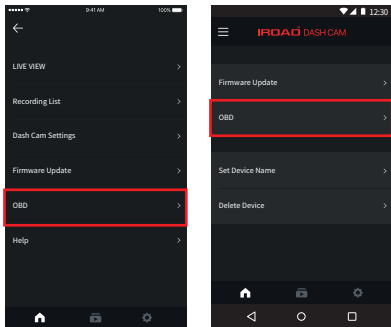 9:41 AM
100%
LIVE VIEW
Recording List
Dash Cam Settings
Firmware Update
OBD
Help
12:30
IROAD DASH CAM
Firmware Update
OBD
Set Device Name
Delete Device